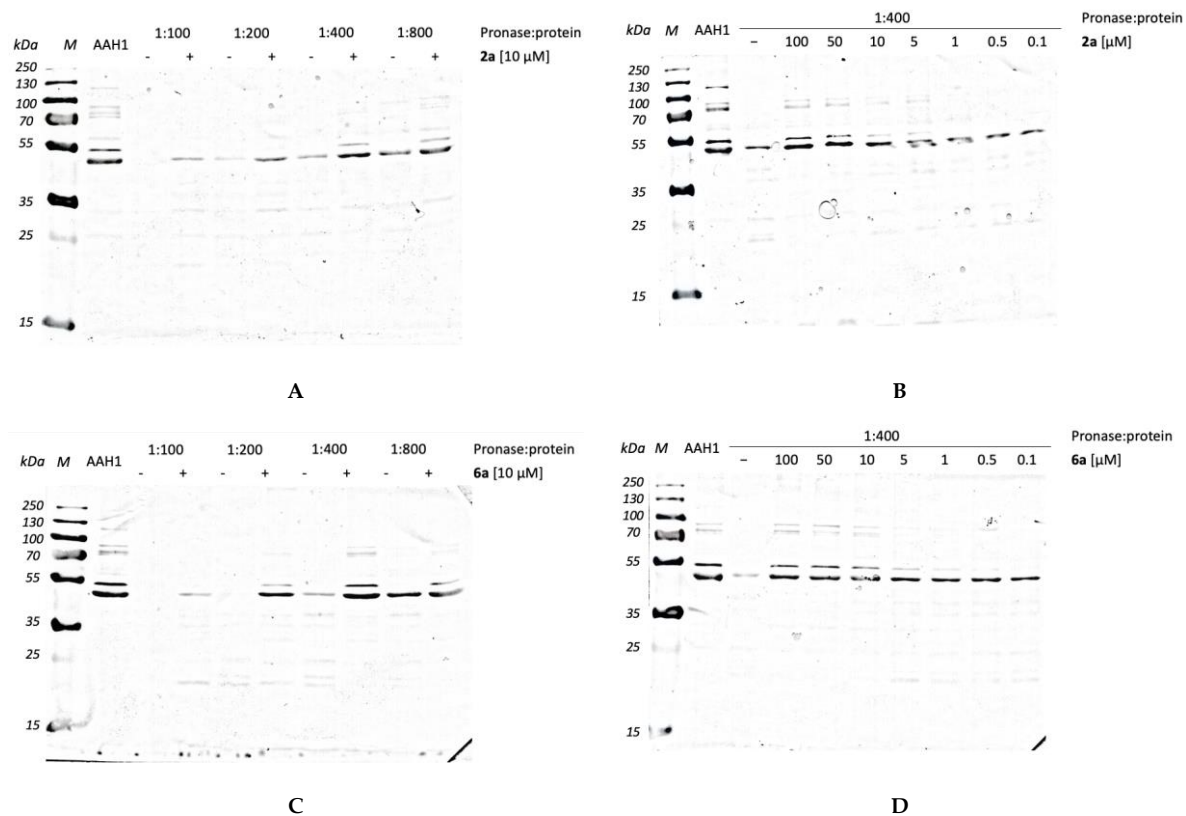 1:100 1:200 1:400 1:800 Pronase:protein
kDa M AAH1 - + - + - + - + 2a [10 µM]
250
130
100
70
55
35
25
15
A
1:400 Pronase:protein
kDa M AAH1 – 100 50 10 5 1 0.5 0.1 2a [µM]
250
130
100
70
55
35
25
15
B
1:100 1:200 1:400 1:800 Pronase:protein
kDa M AAH1 - + - + - + - + 6a [10 µM]
250
130
100
70
55
35
25
15
C
1:400 Pronase:protein
kDa M AAH1 – 100 50 10 5 1 0.5 0.1 6a [µM]
250
130
100
70
55
35
25
15
D